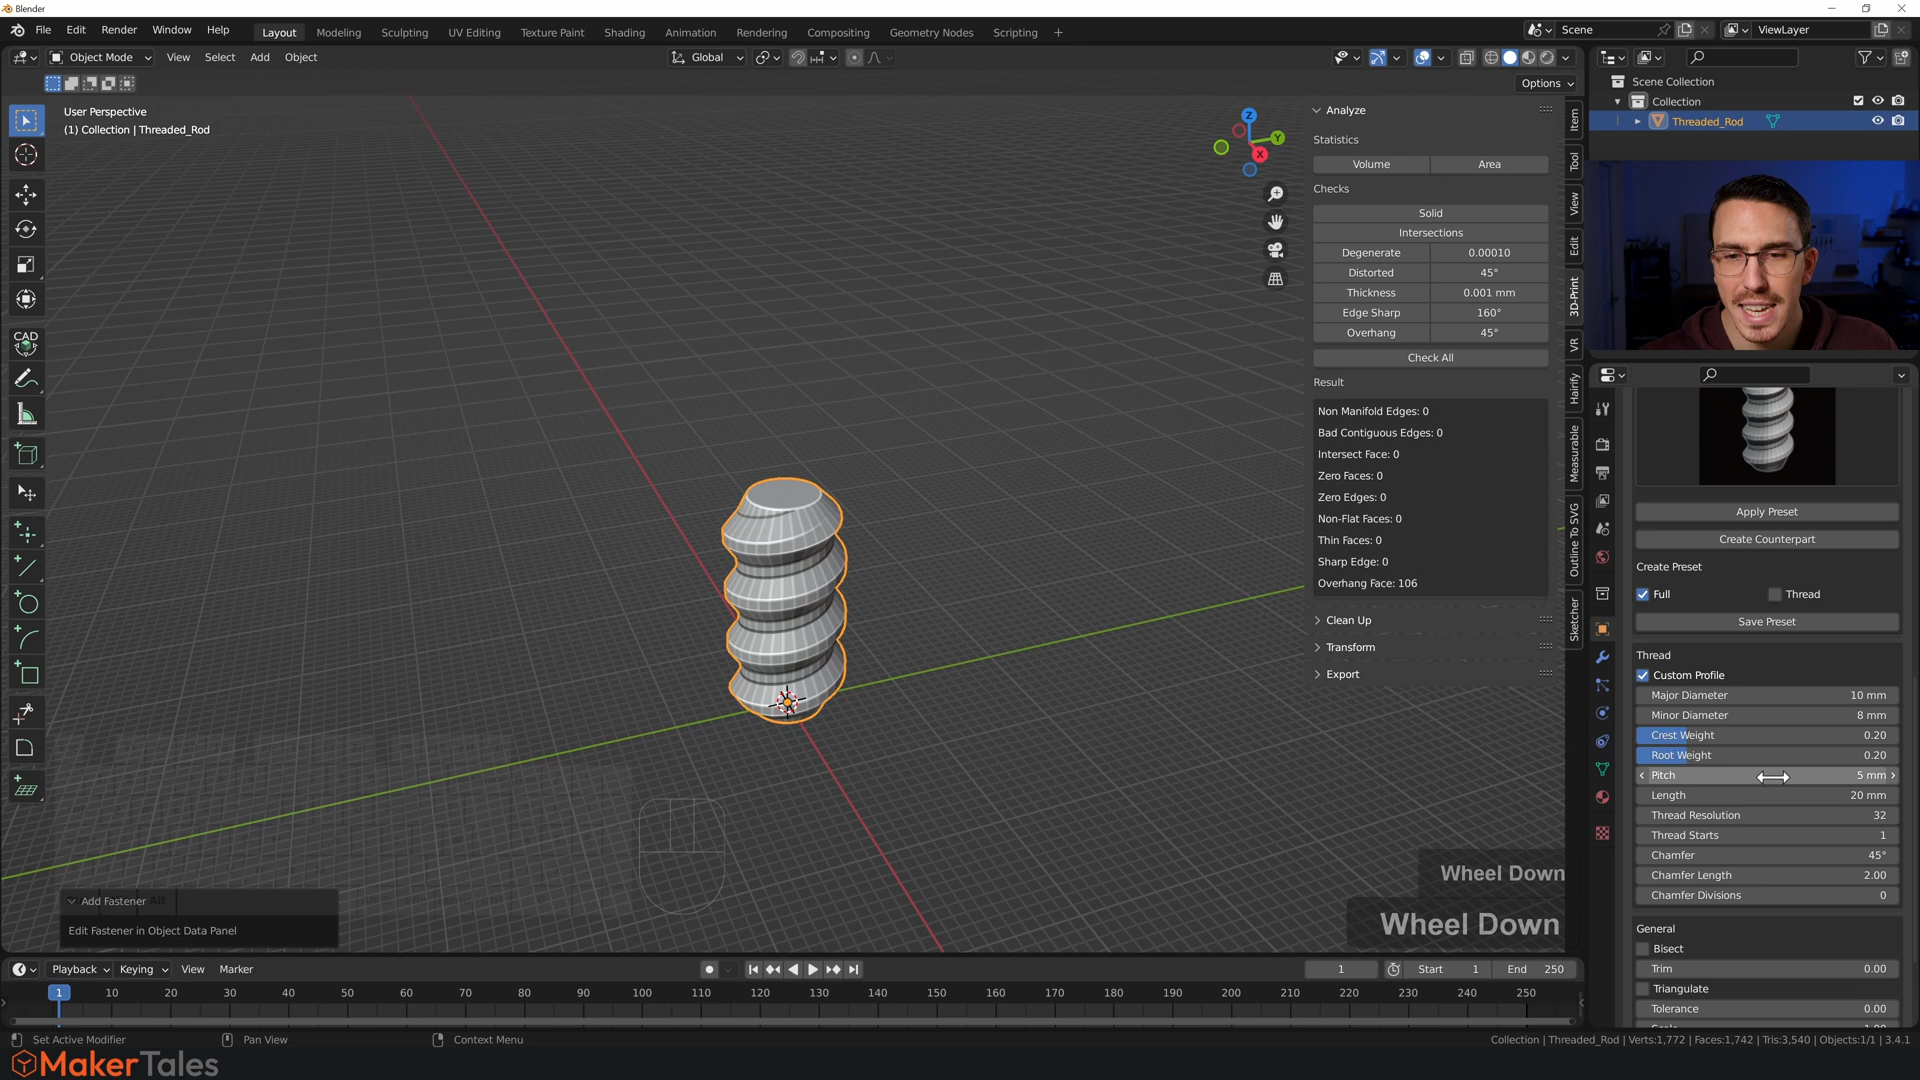 Blender
File Edit Render Window Help
Layout Modeling Sculpting UV Editing Texture Paint Shading Animation Rendering Compositing Geometry Nodes Scripting +
Scene
ViewLayer
Object Mode View Select Add Object
Global
Options
User Perspective
(1) Collection | Threaded_Rod
CAD
Z
Y
X
Analyze
Statistics
Volume Area
Checks
Solid
Intersections
Degenerate 0.00010
Distorted 45°
Thickness 0.001 mm
Edge Sharp 160°
Overhang 45°
Check All
Result
Non Manifold Edges: 0
Bad Contiguous Edges: 0
Intersect Face: 0
Zero Faces: 0
Zero Edges: 0
Non-Flat Faces: 0
Thin Faces: 0
Sharp Edge: 0
Overhang Face: 106
Clean Up
Transform
Export
Item
Tool
View
Edit
3D-Print
VR
Hairify
Measurable
Outline To SVG
Sketcher
Scene Collection
Collection
Threaded_Rod
Apply Preset
Create Counterpart
Create Preset
Full Thread
Save Preset
Thread
Custom Profile
Major Diameter 10 mm
Minor Diameter 8 mm
Crest Weight 0.20
Root Weight 0.20
Pitch 5 mm
Length 20 mm
Thread Resolution 32
Thread Starts 1
Chamfer 45°
Chamfer Length 2.00
Chamfer Divisions 0
General
Bisect
Trim 0.00
Triangulate
Tolerance 0.00
Wheel Down
Wheel Down
Add Fastener Alt
Edit Fastener in Object Data Panel
Playback Keying View Marker
1 Start 1 End 250
1 10 20 30 40 50 60 70 80 90 100 110 120 130 140 150 160 170 180 190 200 210 220 230 240 250
Set Active Modifier Pan View Context Menu
Collection | Threaded_Rod | Verts:1,772 | Faces:1,742 | Tris:3,540 | Objects:1/1 | 3.4.1
MakerTales